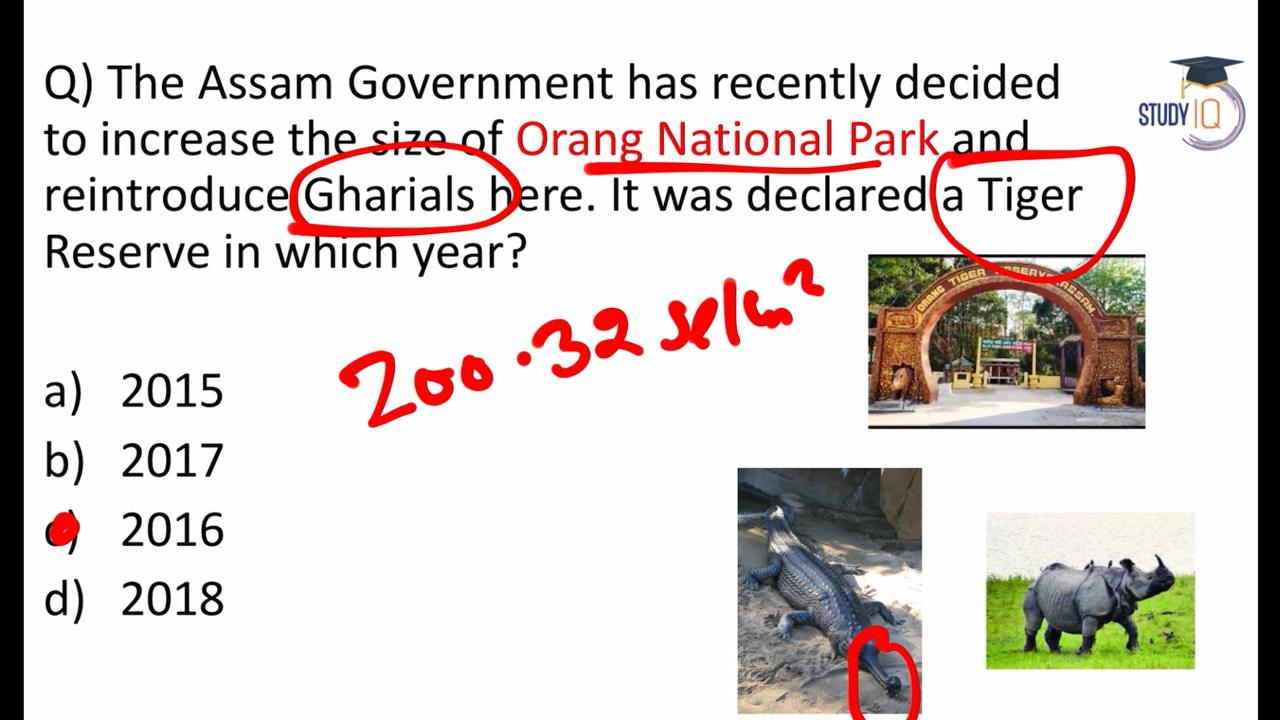 Q) The Assam Government has recently decided
to increase the size of Orang National Park and
reintroduce Gharials here. It was declared a Tiger
Reserve in which year?
STUDY IQ
ORANG TIGER RESERVE ASSAM
200.32
a) 2015
b) 2017
c) 2016
d) 2018